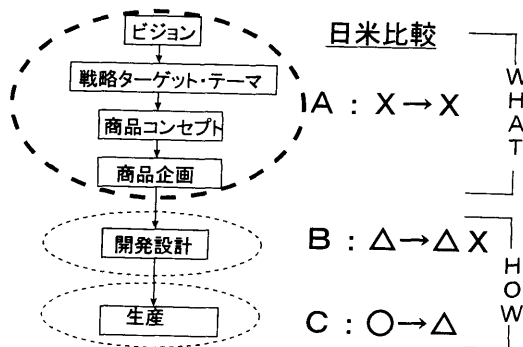 ビジョン
日米比較
戦略ターゲット・テーマ
A : X→X
商品コンセプト
商品企画
WHAT
開発設計
B : △→△X
生産
C : ○→△
HOW